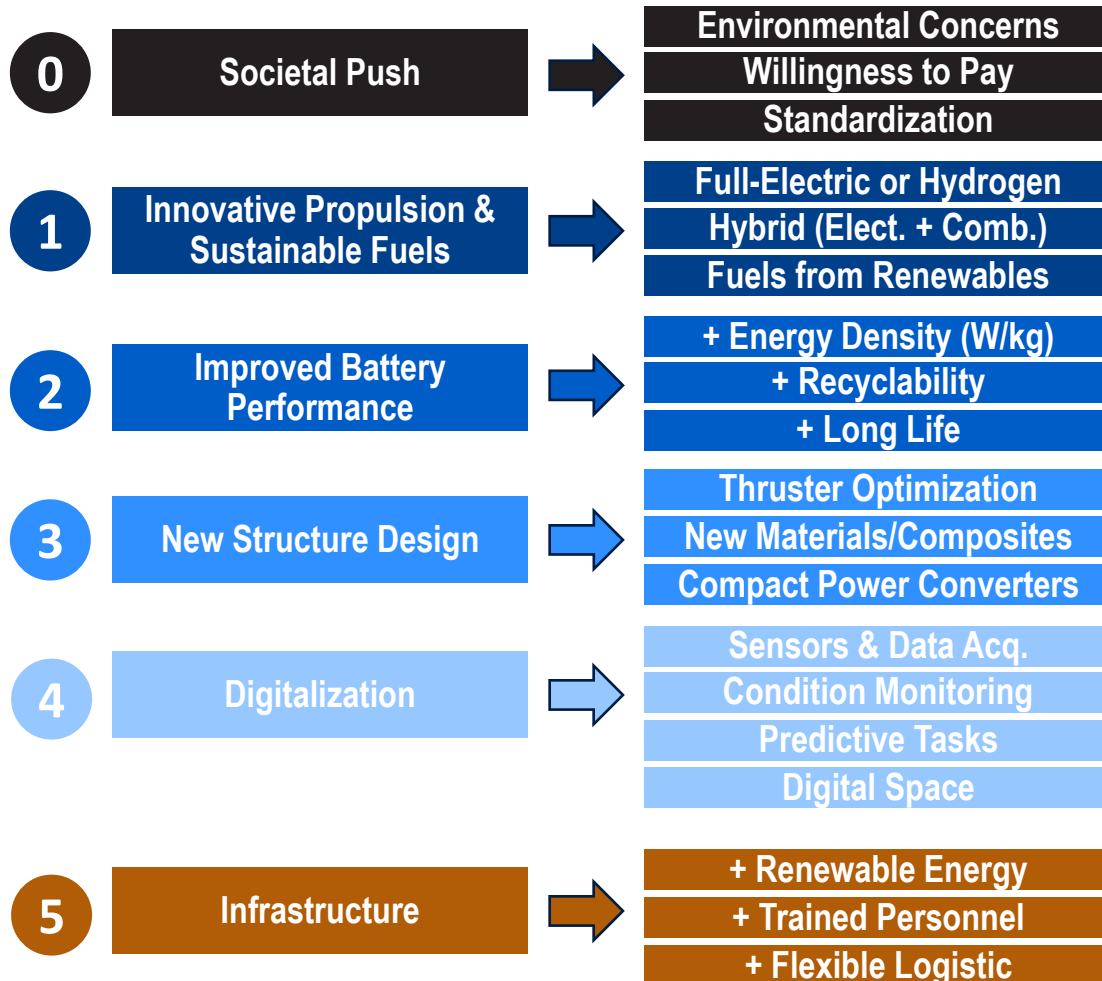 0
Societal Push
Environmental Concerns
Willingness to Pay
Standardization
1
Innovative Propulsion &
Sustainable Fuels
Full-Electric or Hydrogen
Hybrid (Elect. + Comb.)
Fuels from Renewables
2
Improved Battery
Performance
+ Energy Density (W/kg)
+ Recyclability
+ Long Life
3
New Structure Design
Thruster Optimization
New Materials/Composites
Compact Power Converters
4
Digitalization
Sensors & Data Acq.
Condition Monitoring
Predictive Tasks
Digital Space
5
Infrastructure
+ Renewable Energy
+ Trained Personnel
+ Flexible Logistic